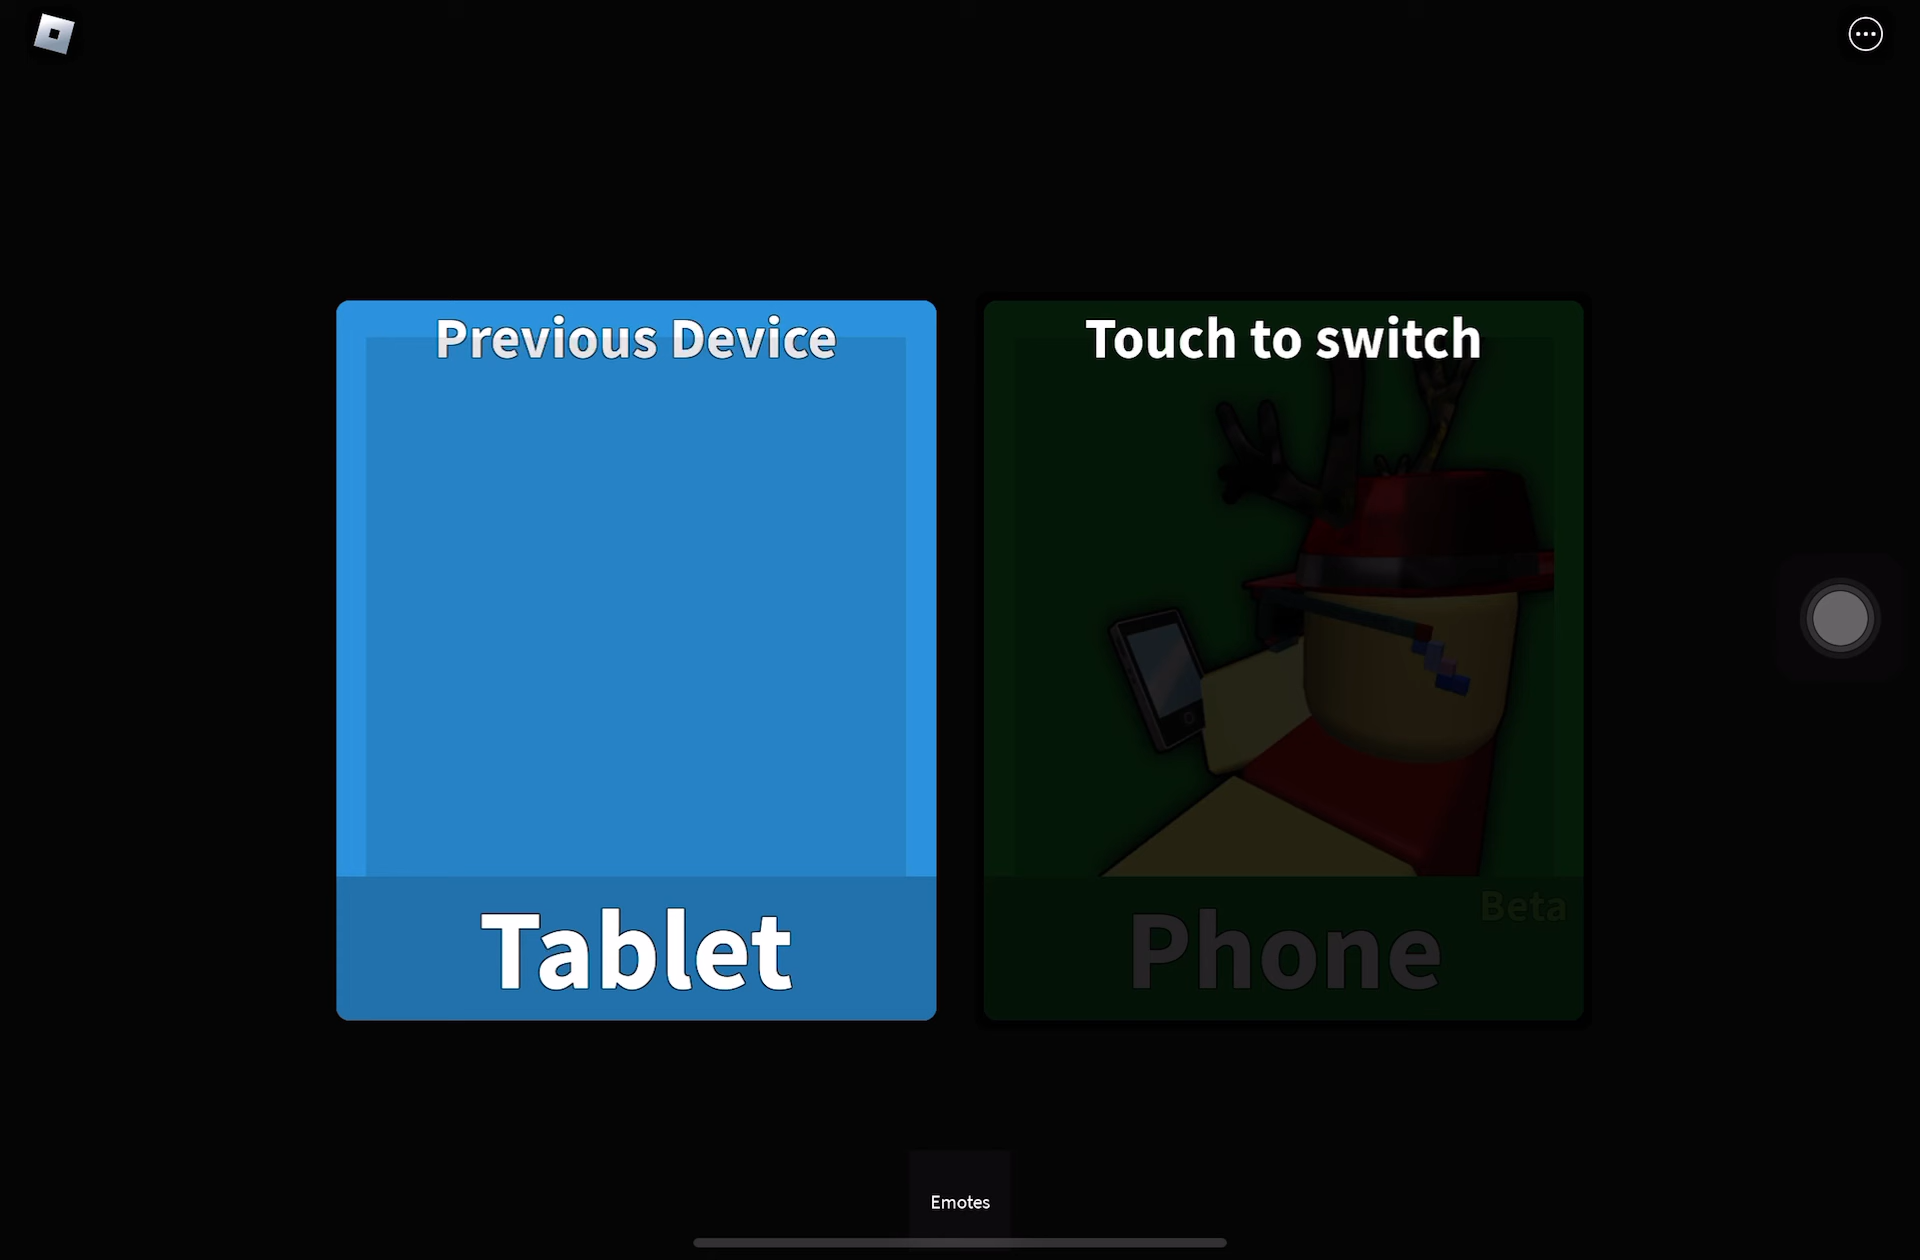 Previous Device
Touch to switch
Tablet
Phone
Beta
Emotes